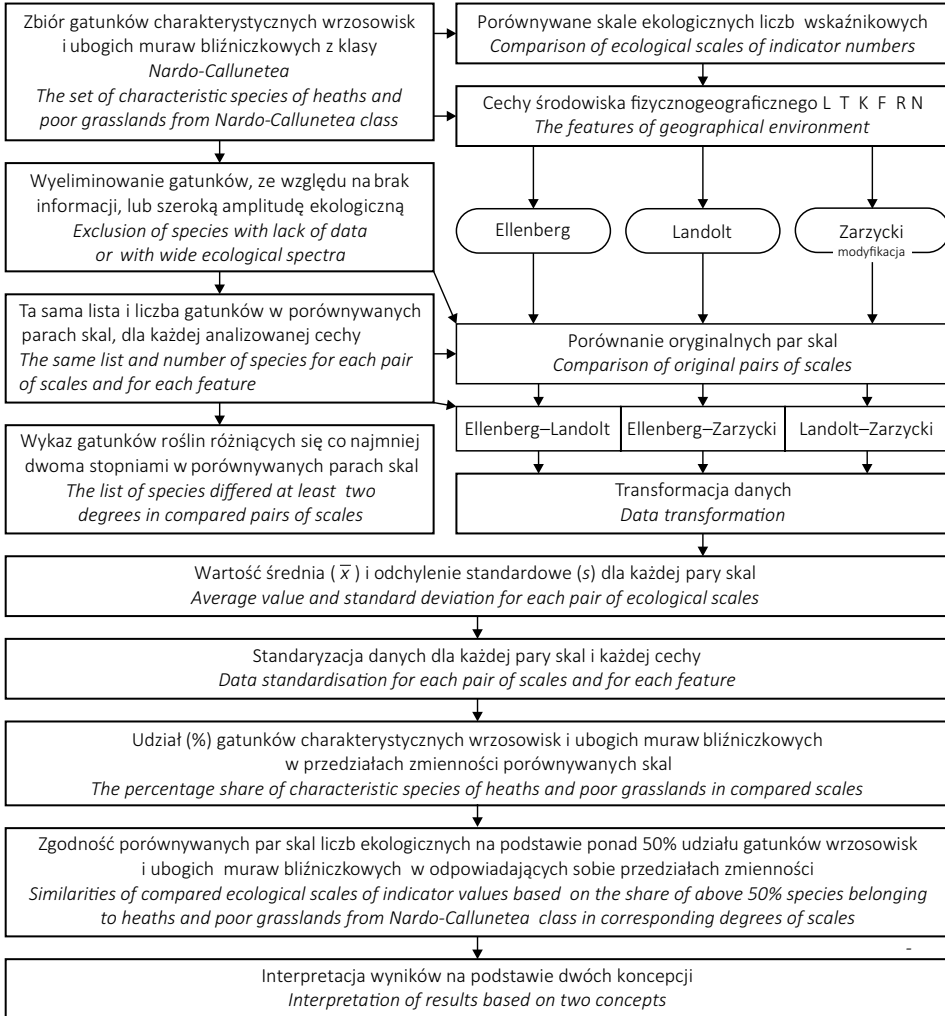 Zbiór gatunków charakterystycznych wrzosowisk
i ubogich muraw bliźniczkowych z klasy
Nardo-Callunetea
The set of characteristic species of heaths and
poor grasslands from Nardo-Callunetea class
Porównywane skale ekologicznych liczb wskaźnikowych
Comparison of ecological scales of indicator numbers
Cechy środowiska fizycznogeograficznego L T K F R N
The features of geographical environment
Wyeliminowanie gatunków, ze względu na brak
informacji, lub szeroką amplitudę ekologiczną
Exclusion of species with lack of data
or with wide ecological spectra
Ellenberg
Landolt
Zarzycki
modyfikacja
Ta sama lista i liczba gatunków w porównywanych
parach skal, dla każdej analizowanej cechy
The same list and number of species for each pair
of scales and for each feature
Porównanie oryginalnych par skal
Comparison of original pairs of scales
Ellenberg–Landolt
Ellenberg–Zarzycki
Landolt–Zarzycki
Wykaz gatunków roślin różniących się co najmniej
dwoma stopniami w porównywanych parach skal
The list of species differed at least two
degrees in compared pairs of scales
Transformacja danych
Data transformation
Wartość średnia ( x̅ ) i odchylenie standardowe (s) dla każdej pary skal
Average value and standard deviation for each pair of ecological scales
Standaryzacja danych dla każdej pary skal i każdej cechy
Data standardisation for each pair of scales and for each feature
Udział (%) gatunków charakterystycznych wrzosowisk i ubogich muraw bliźniczkowych
w przedziałach zmienności porównywanych skal
The percentage share of characteristic species of heaths and poor grasslands in compared scales
Zgodność porównywanych par skal liczb ekologicznych na podstawie ponad 50% udziału gatunków wrzosowisk
i ubogich muraw bliźniczkowych w odpowiadających sobie przedziałach zmienności
Similarities of compared ecological scales of indicator values based on the share of above 50% species belonging
to heaths and poor grasslands from Nardo-Callunetea class in corresponding degrees of scales
-
Interpretacja wyników na podstawie dwóch koncepcji
Interpretation of results based on two concepts